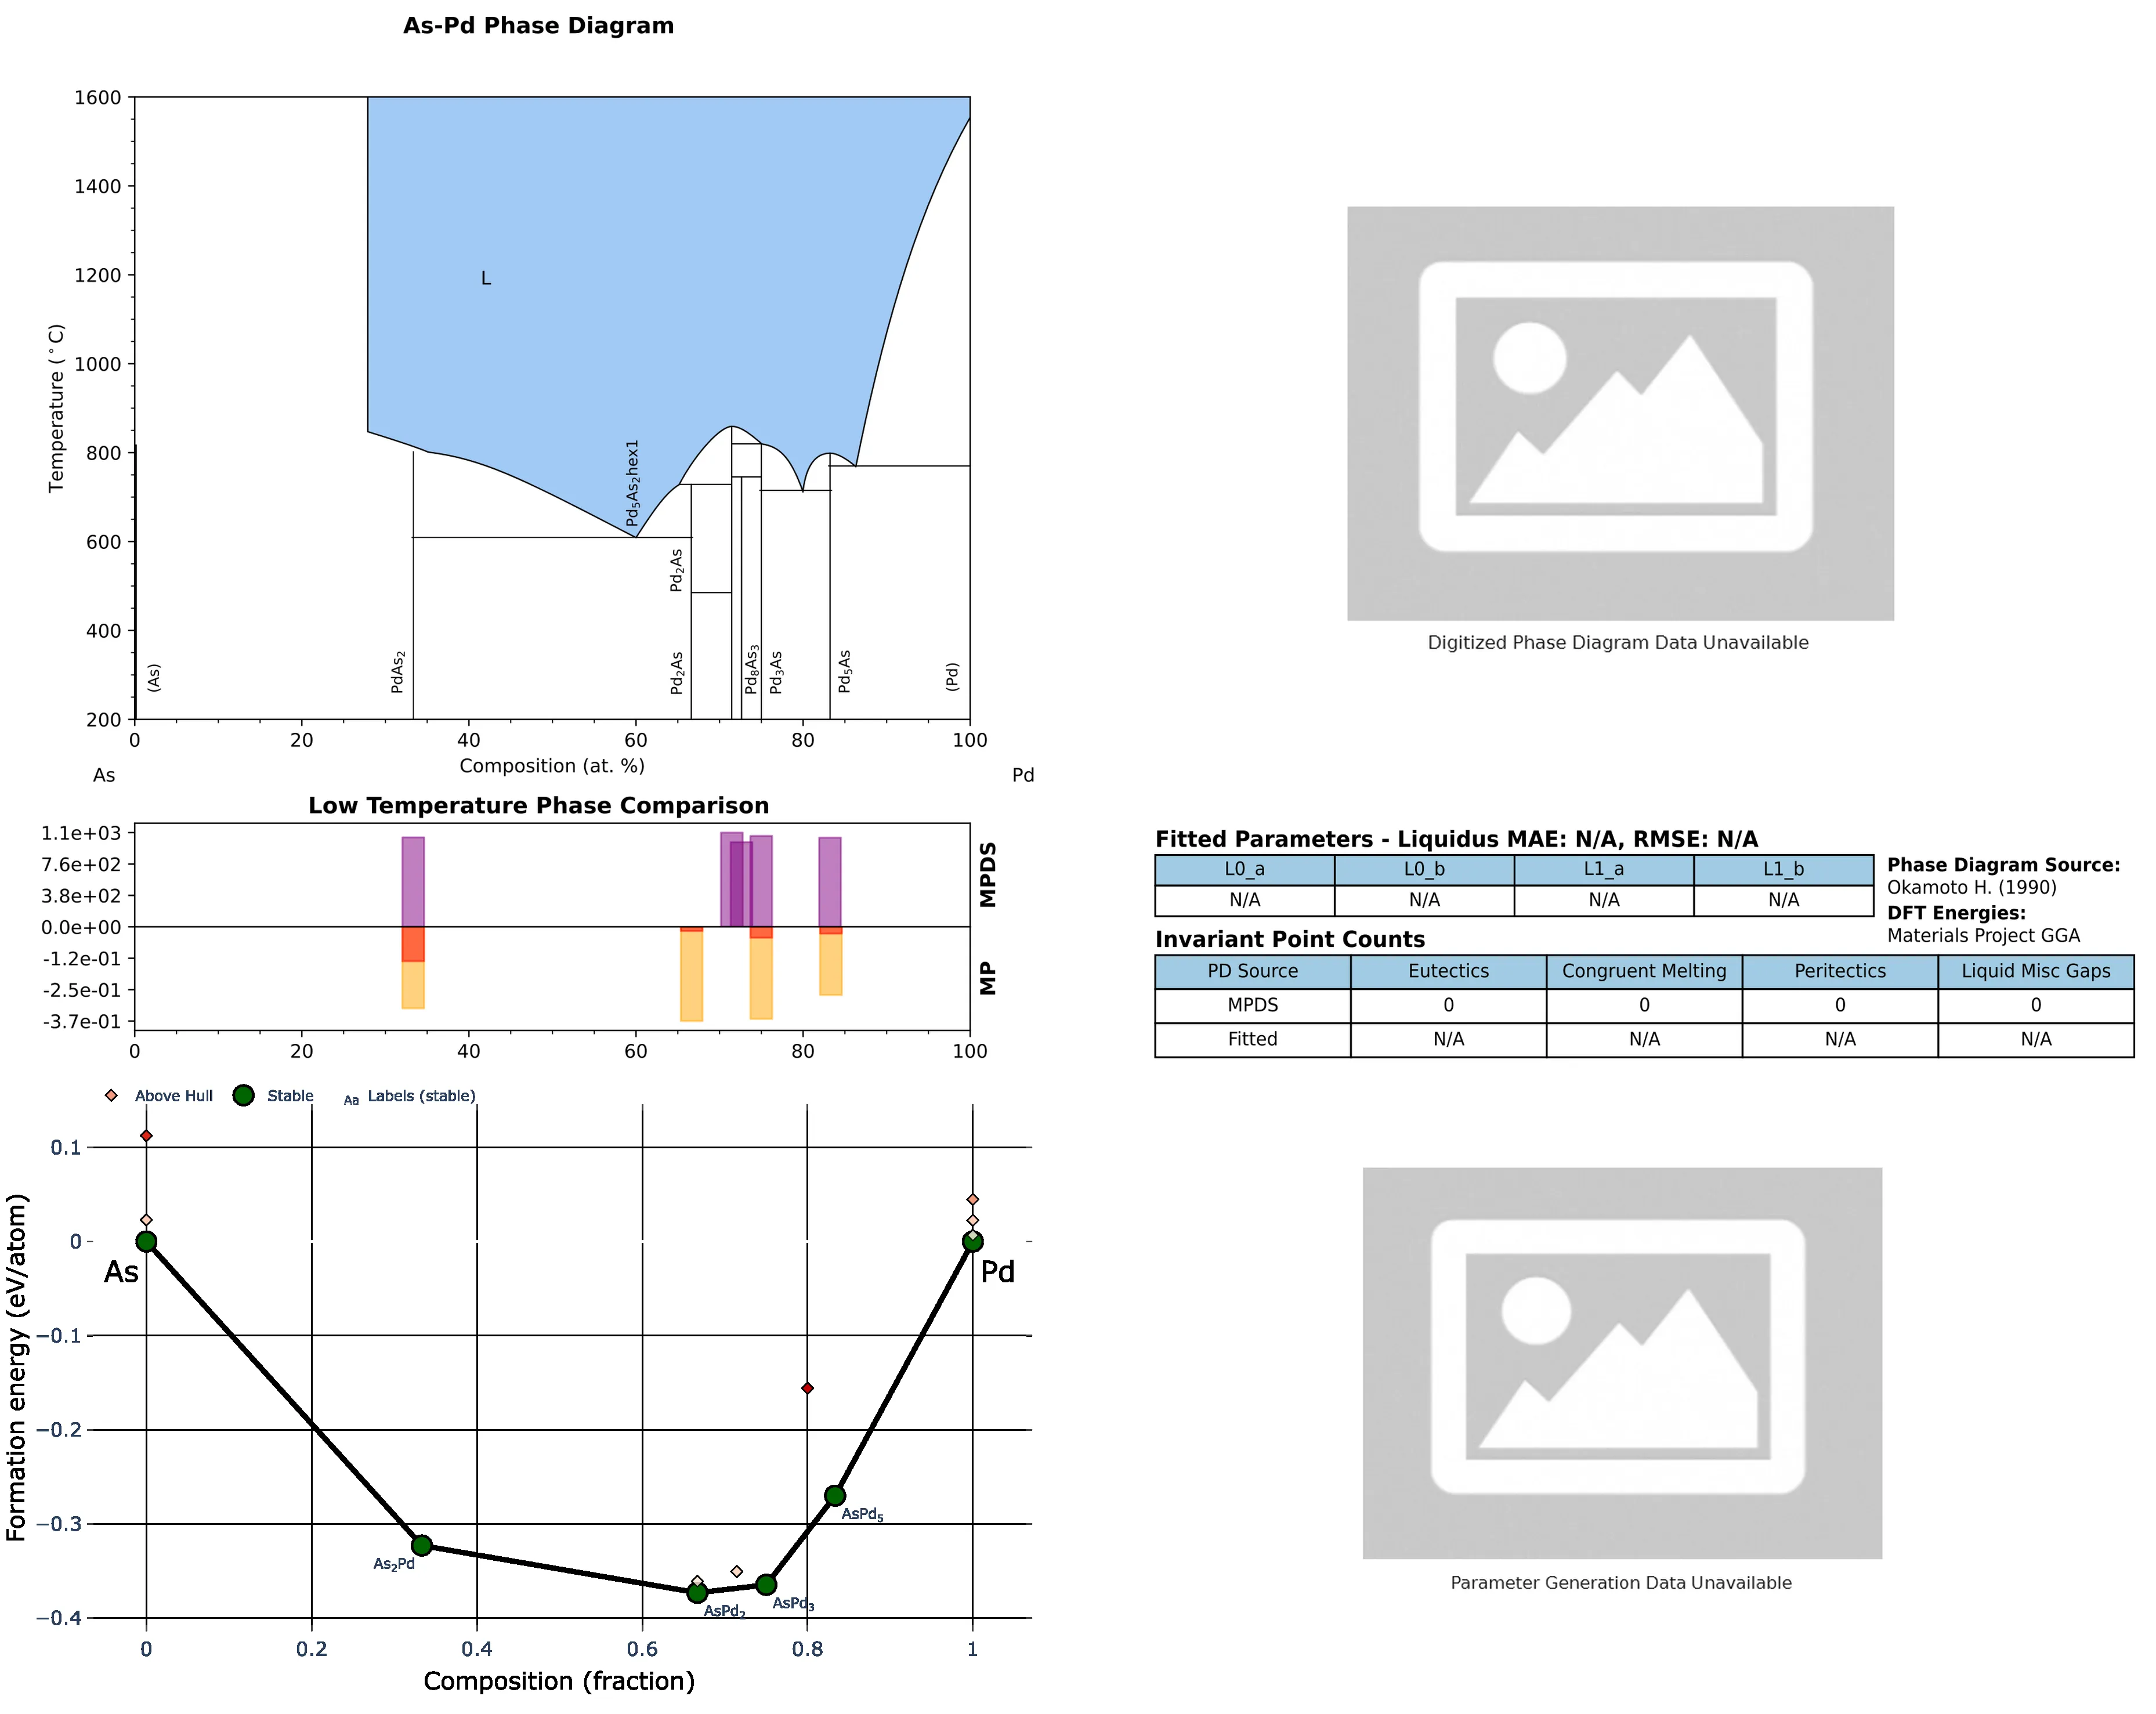 As-Pd Phase Diagram
1600
1400
1200
1000
800
600
400
200
Temperature (°C)
L
Pd₅As₂hex1
Pd₂As
(As)
PdAs₂
Pd₂As
Pd₈As₃
Pd₃As
Pd₅As
(Pd)
0 20 40 60 80 100
Composition (at. %)
As Pd
Digitized Phase Diagram Data Unavailable
Low Temperature Phase Comparison
1.1e+03
7.6e+02
3.8e+02
0.0e+00
-1.2e-01
-2.5e-01
-3.7e-01
MPDS
MP
0 20 40 60 80 100
Fitted Parameters - Liquidus MAE: N/A, RMSE: N/A
L0_a L0_b L1_a L1_b
N/A N/A N/A N/A
Phase Diagram Source:
Okamoto H. (1990)
DFT Energies:
Materials Project GGA
Invariant Point Counts
PD Source Eutectics Congruent Melting Peritectics Liquid Misc Gaps
MPDS 0 0 0 0
Fitted N/A N/A N/A N/A
Above Hull Stable Aa Labels (stable)
0.1
0
−0.1
−0.2
−0.3
−0.4
Formation energy (eV/atom)
As
Pd
As₂Pd
AsPd₂
AsPd₃
AsPd₅
0 0.2 0.4 0.6 0.8 1
Composition (fraction)
Parameter Generation Data Unavailable